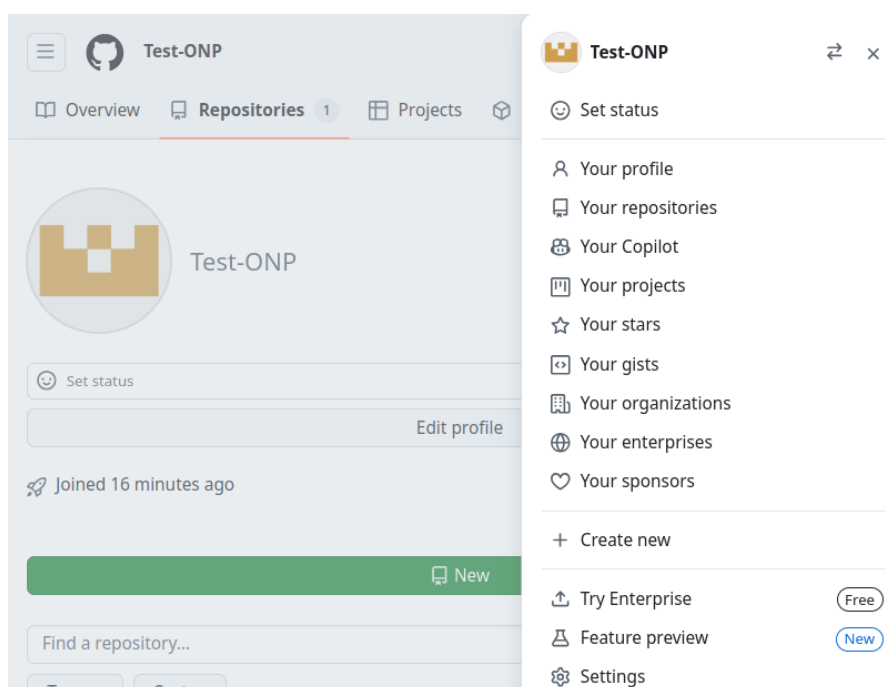 Test-ONP
Overview
Repositories 1
Projects
Test-ONP
Set status
Edit profile
Joined 16 minutes ago
New
Find a repository...
Test-ONP
Set status
Your profile
Your repositories
Your Copilot
Your projects
Your stars
Your gists
Your organizations
Your enterprises
Your sponsors
Create new
Try Enterprise Free
Feature preview New
Settings